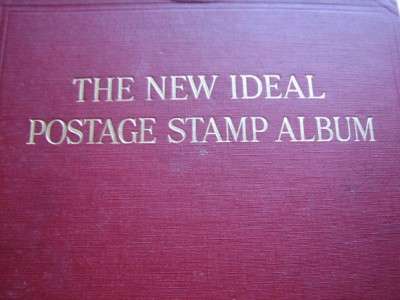 THE NEW IDEAL
POSTAGE STAMP ALBUM